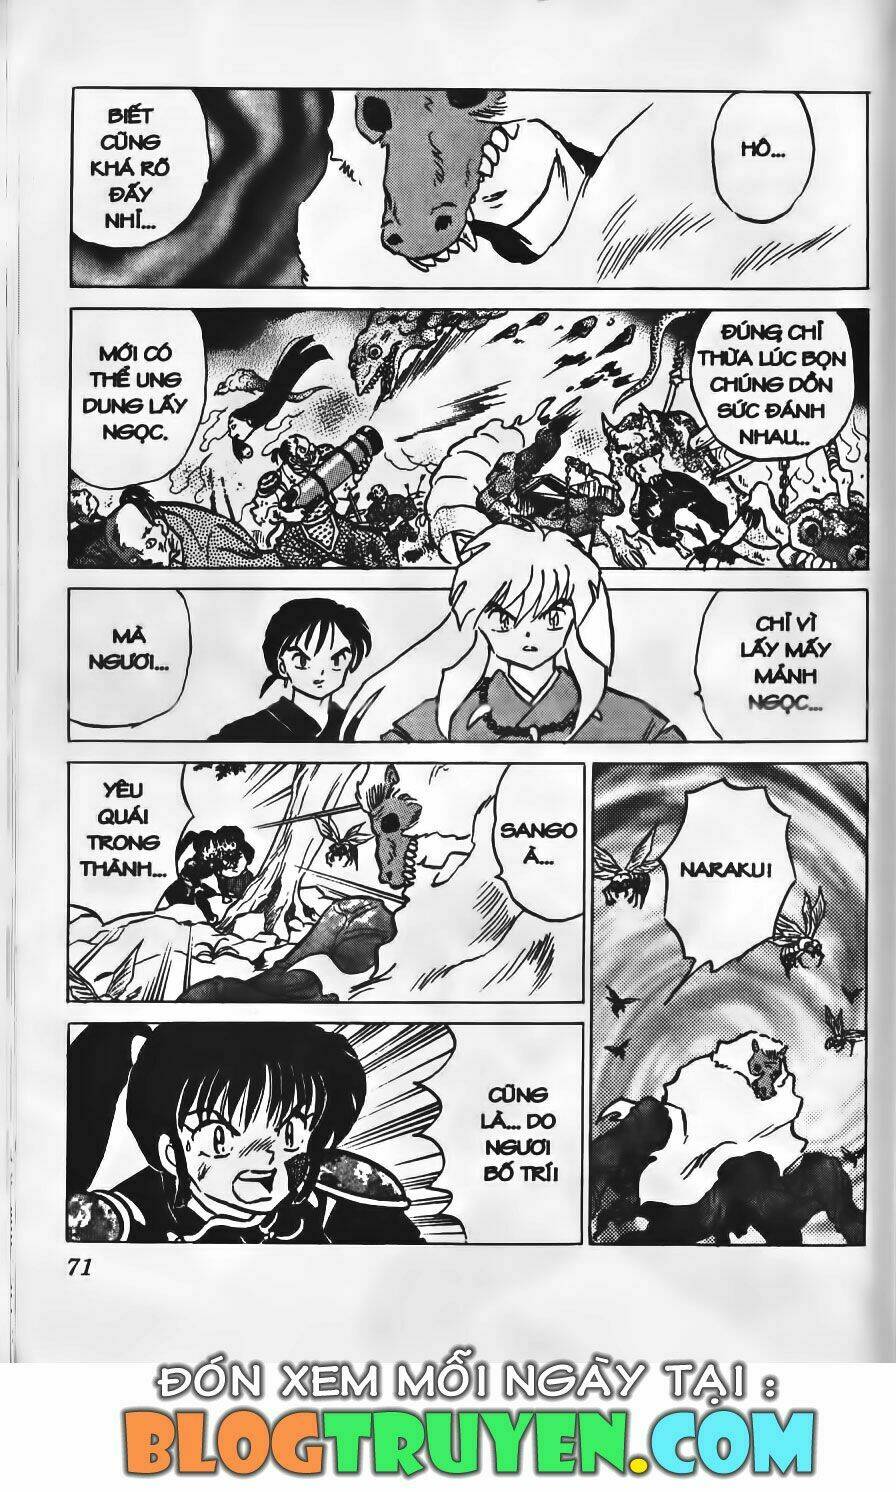 HÔ...
BIẾT
CŨNG
KHÁ RÕ
ĐẤY
NHỈ...
ĐÚNG, CHỈ
THỪA LÚC BỌN
CHÚNG DỒN
SỨC ĐÁNH
NHAU...
MỚI CÓ
THỂ UNG
DUNG LẤY
NGỌC.
CHỈ VÌ
LẤY MẤY
MẢNH
NGỌC...
MÀ
NGƯƠI...
NARAKU!
SANGO
À...
YÊU
QUÁI
TRONG
THÀNH...
CŨNG
LÀ... DO
NGƯƠI
BỐ TRÍ!
71
ĐÓN XEM MỖI NGÀY TẠI :
BLOGTRUYEN.COM